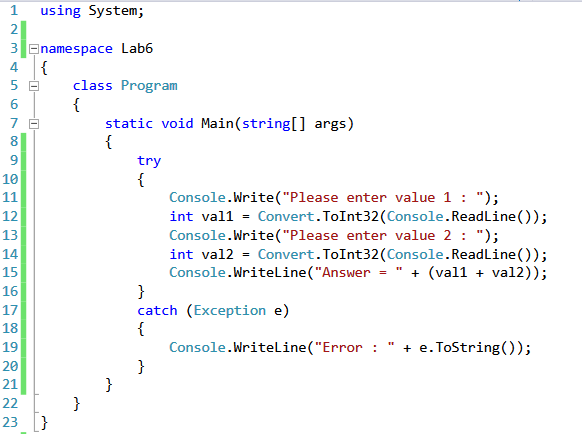 1 using System;
2
3 namespace Lab6
4 {
5 class Program
6 {
7 static void Main(string[] args)
8 {
9 try
10 {
11 Console.Write("Please enter value 1 : ");
12 int val1 = Convert.ToInt32(Console.ReadLine());
13 Console.Write("Please enter value 2 : ");
14 int val2 = Convert.ToInt32(Console.ReadLine());
15 Console.WriteLine("Answer = " + (val1 + val2));
16 }
17 catch (Exception e)
18 {
19 Console.WriteLine("Error : " + e.ToString());
20 }
21 }
22 }
23 }